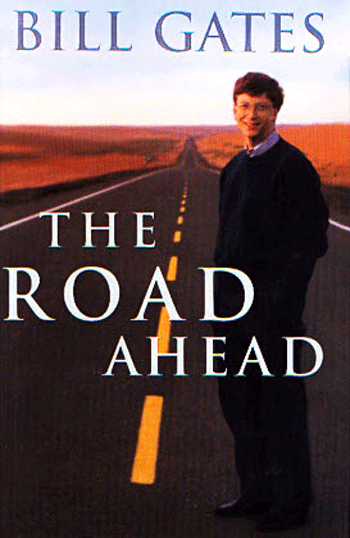 BILL GATES
THE
ROAD
AHEAD